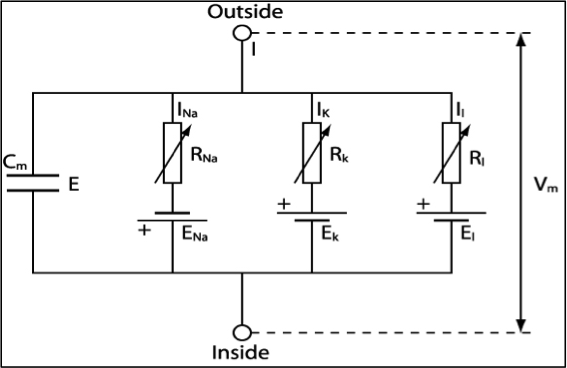 Outside
I
INa IK Il
Cm E RNa Rk Rl Vm
+ ENa + Ek + El
Inside